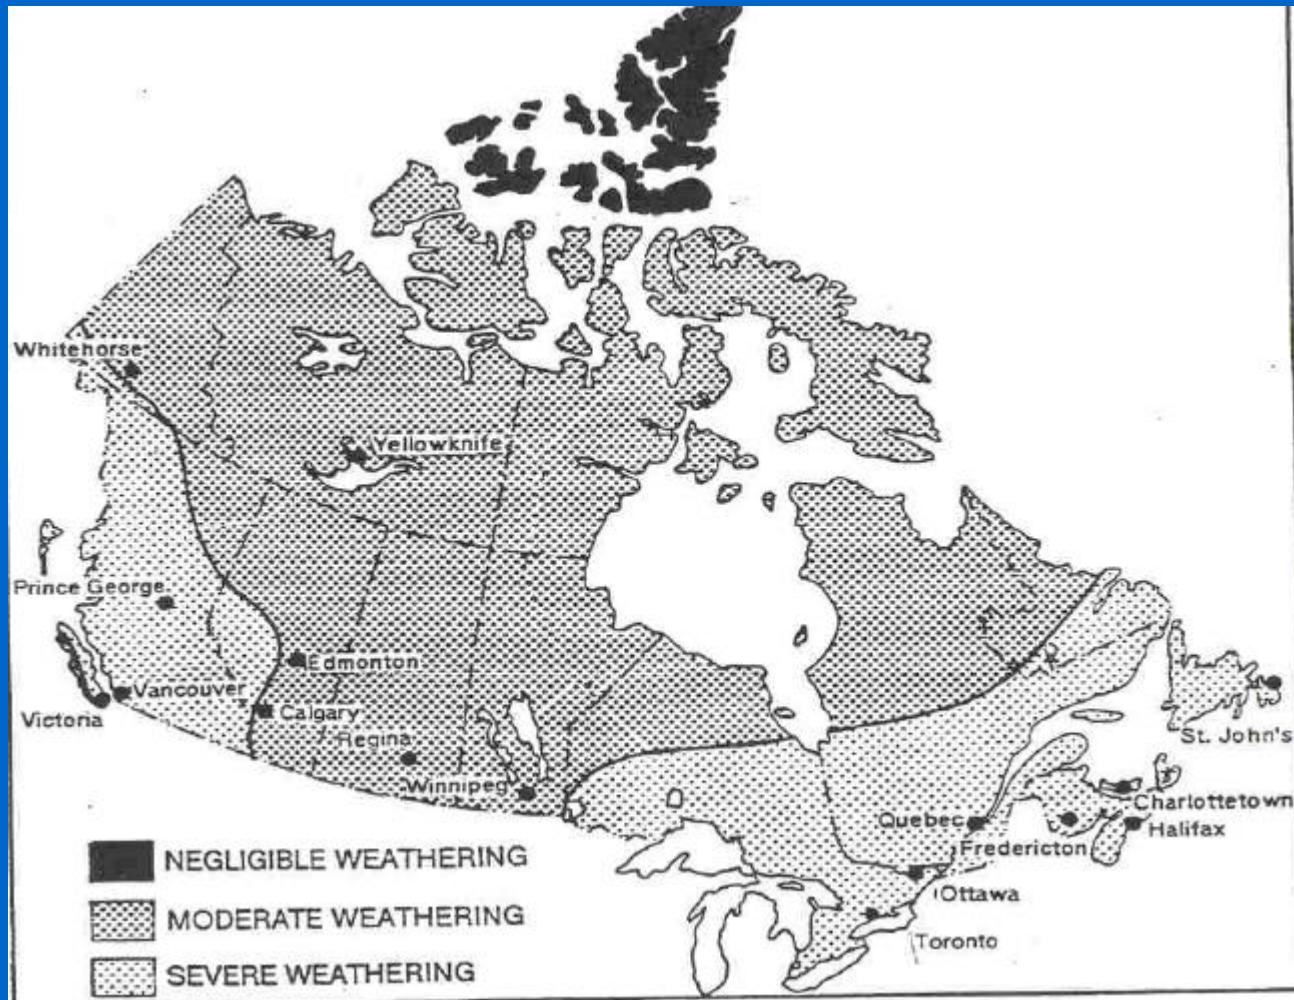 Whitehorse
Yellowknife
Prince George
Edmonton
Vancouver
Victoria
Calgary
Regina
Winnipeg
St. John's
Charlottetown
Quebec
Halifax
Fredericton
Ottawa
Toronto
NEGLIGIBLE WEATHERING
MODERATE WEATHERING
SEVERE WEATHERING